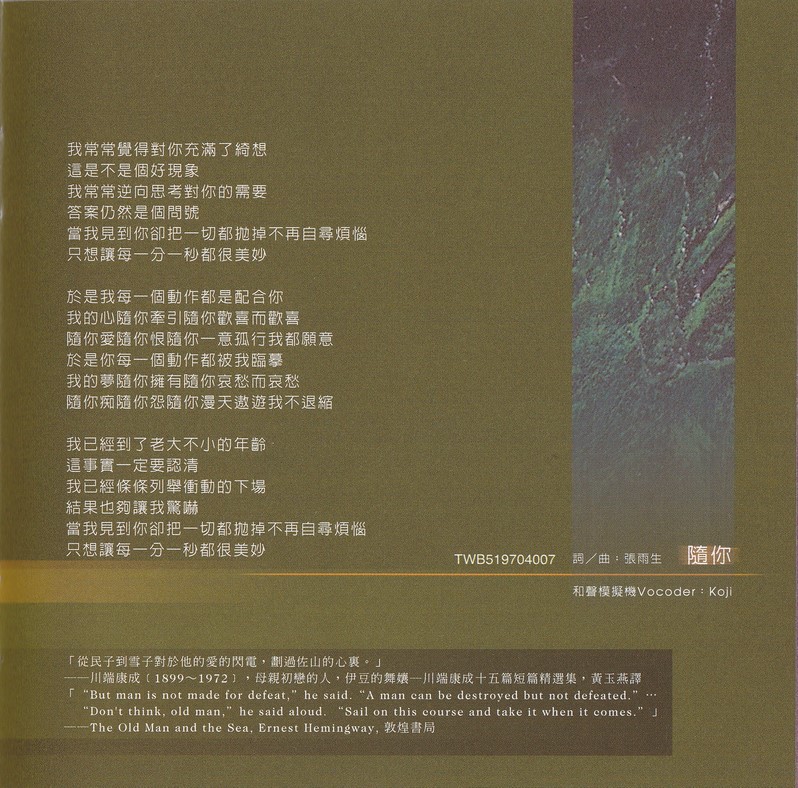 我常常覺得對你充滿了綺想
這是不是個好現象
我常常逆向思考對你的需要
答案仍然是個問號
當我見到你卻把一切都拋掉不再自尋煩惱
只想讓每一分一秒都很美妙
於是我每一個動作都是配合你
我的心隨你牽引隨你歡喜而歡喜
隨你愛隨你恨隨你一意孤行我都願意
於是你每一個動作都被我臨摹
我的夢隨你擁有隨你哀愁而哀愁
隨你痴隨你怨隨你漫天遨遊我不退縮
我已經到了老大不小的年齡
這事實一定要認清
我已經條條列舉衝動的下場
結果也夠讓我驚嚇
當我見到你卻把一切都拋掉不再自尋煩惱
只想讓每一分一秒都很美妙
TWB519704007 詞／曲：張雨生 隨你
和聲模擬機Vocoder：Koji
「從民子到雪子對於他的愛的閃電，劃過佐山的心裏。」
——川端康成﹝1899～1972﹞，母親初戀的人，伊豆的舞孃—川端康成十五篇短篇精選集，黃玉燕譯
「“But man is not made for defeat,” he said. “A man can be destroyed but not defeated.” …
“Don't think, old man,” he said aloud. “Sail on this course and take it when it comes.”」
——The Old Man and the Sea, Ernest Hemingway, 敦煌書局